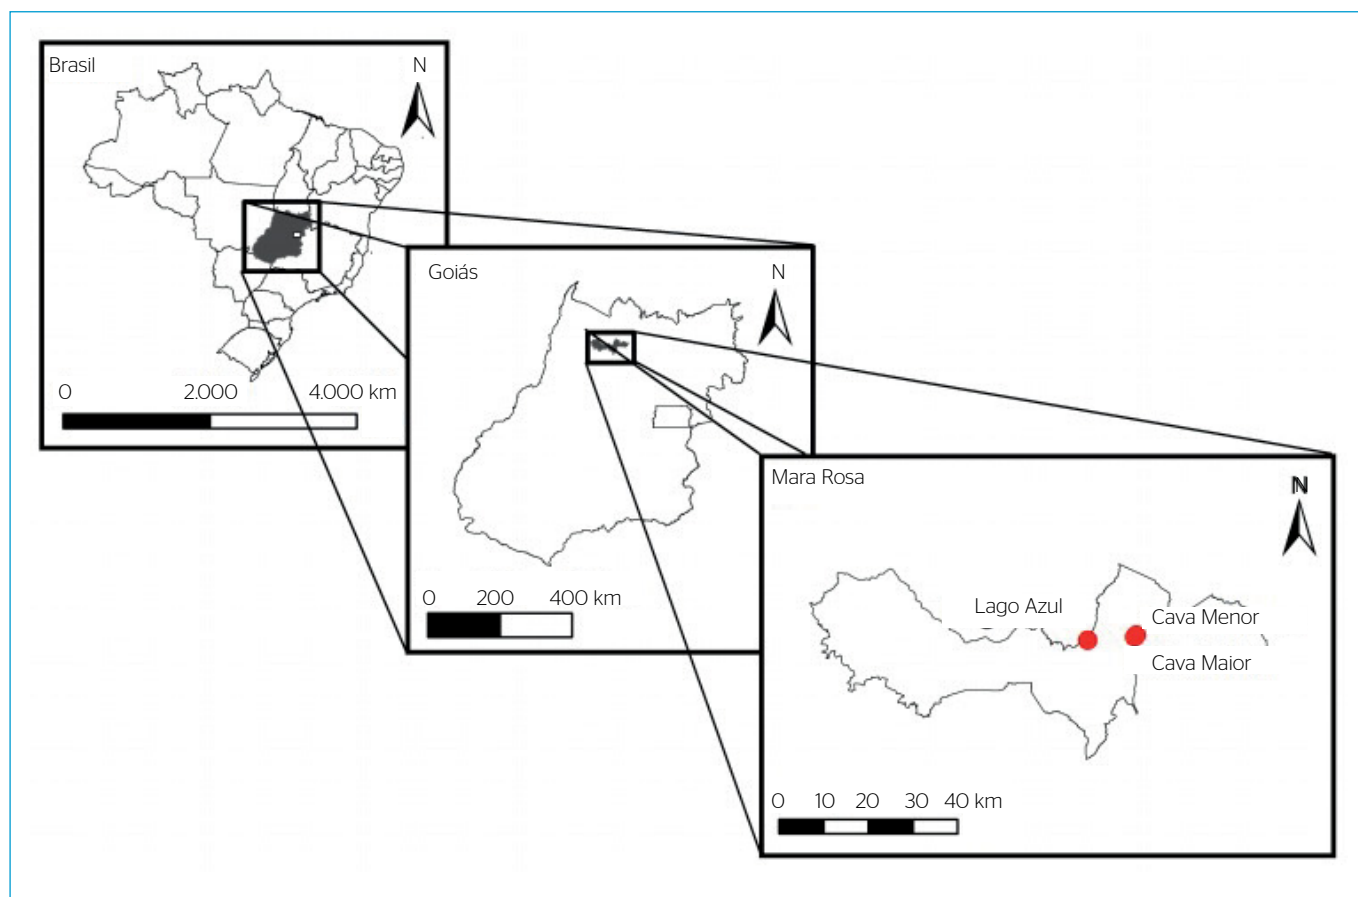 Brasil
N
0 2.000 4.000 km
Goiás
N
0 200 400 km
Mara Rosa
N
Lago Azul
Cava Menor
Cava Maior
0 10 20 30 40 km